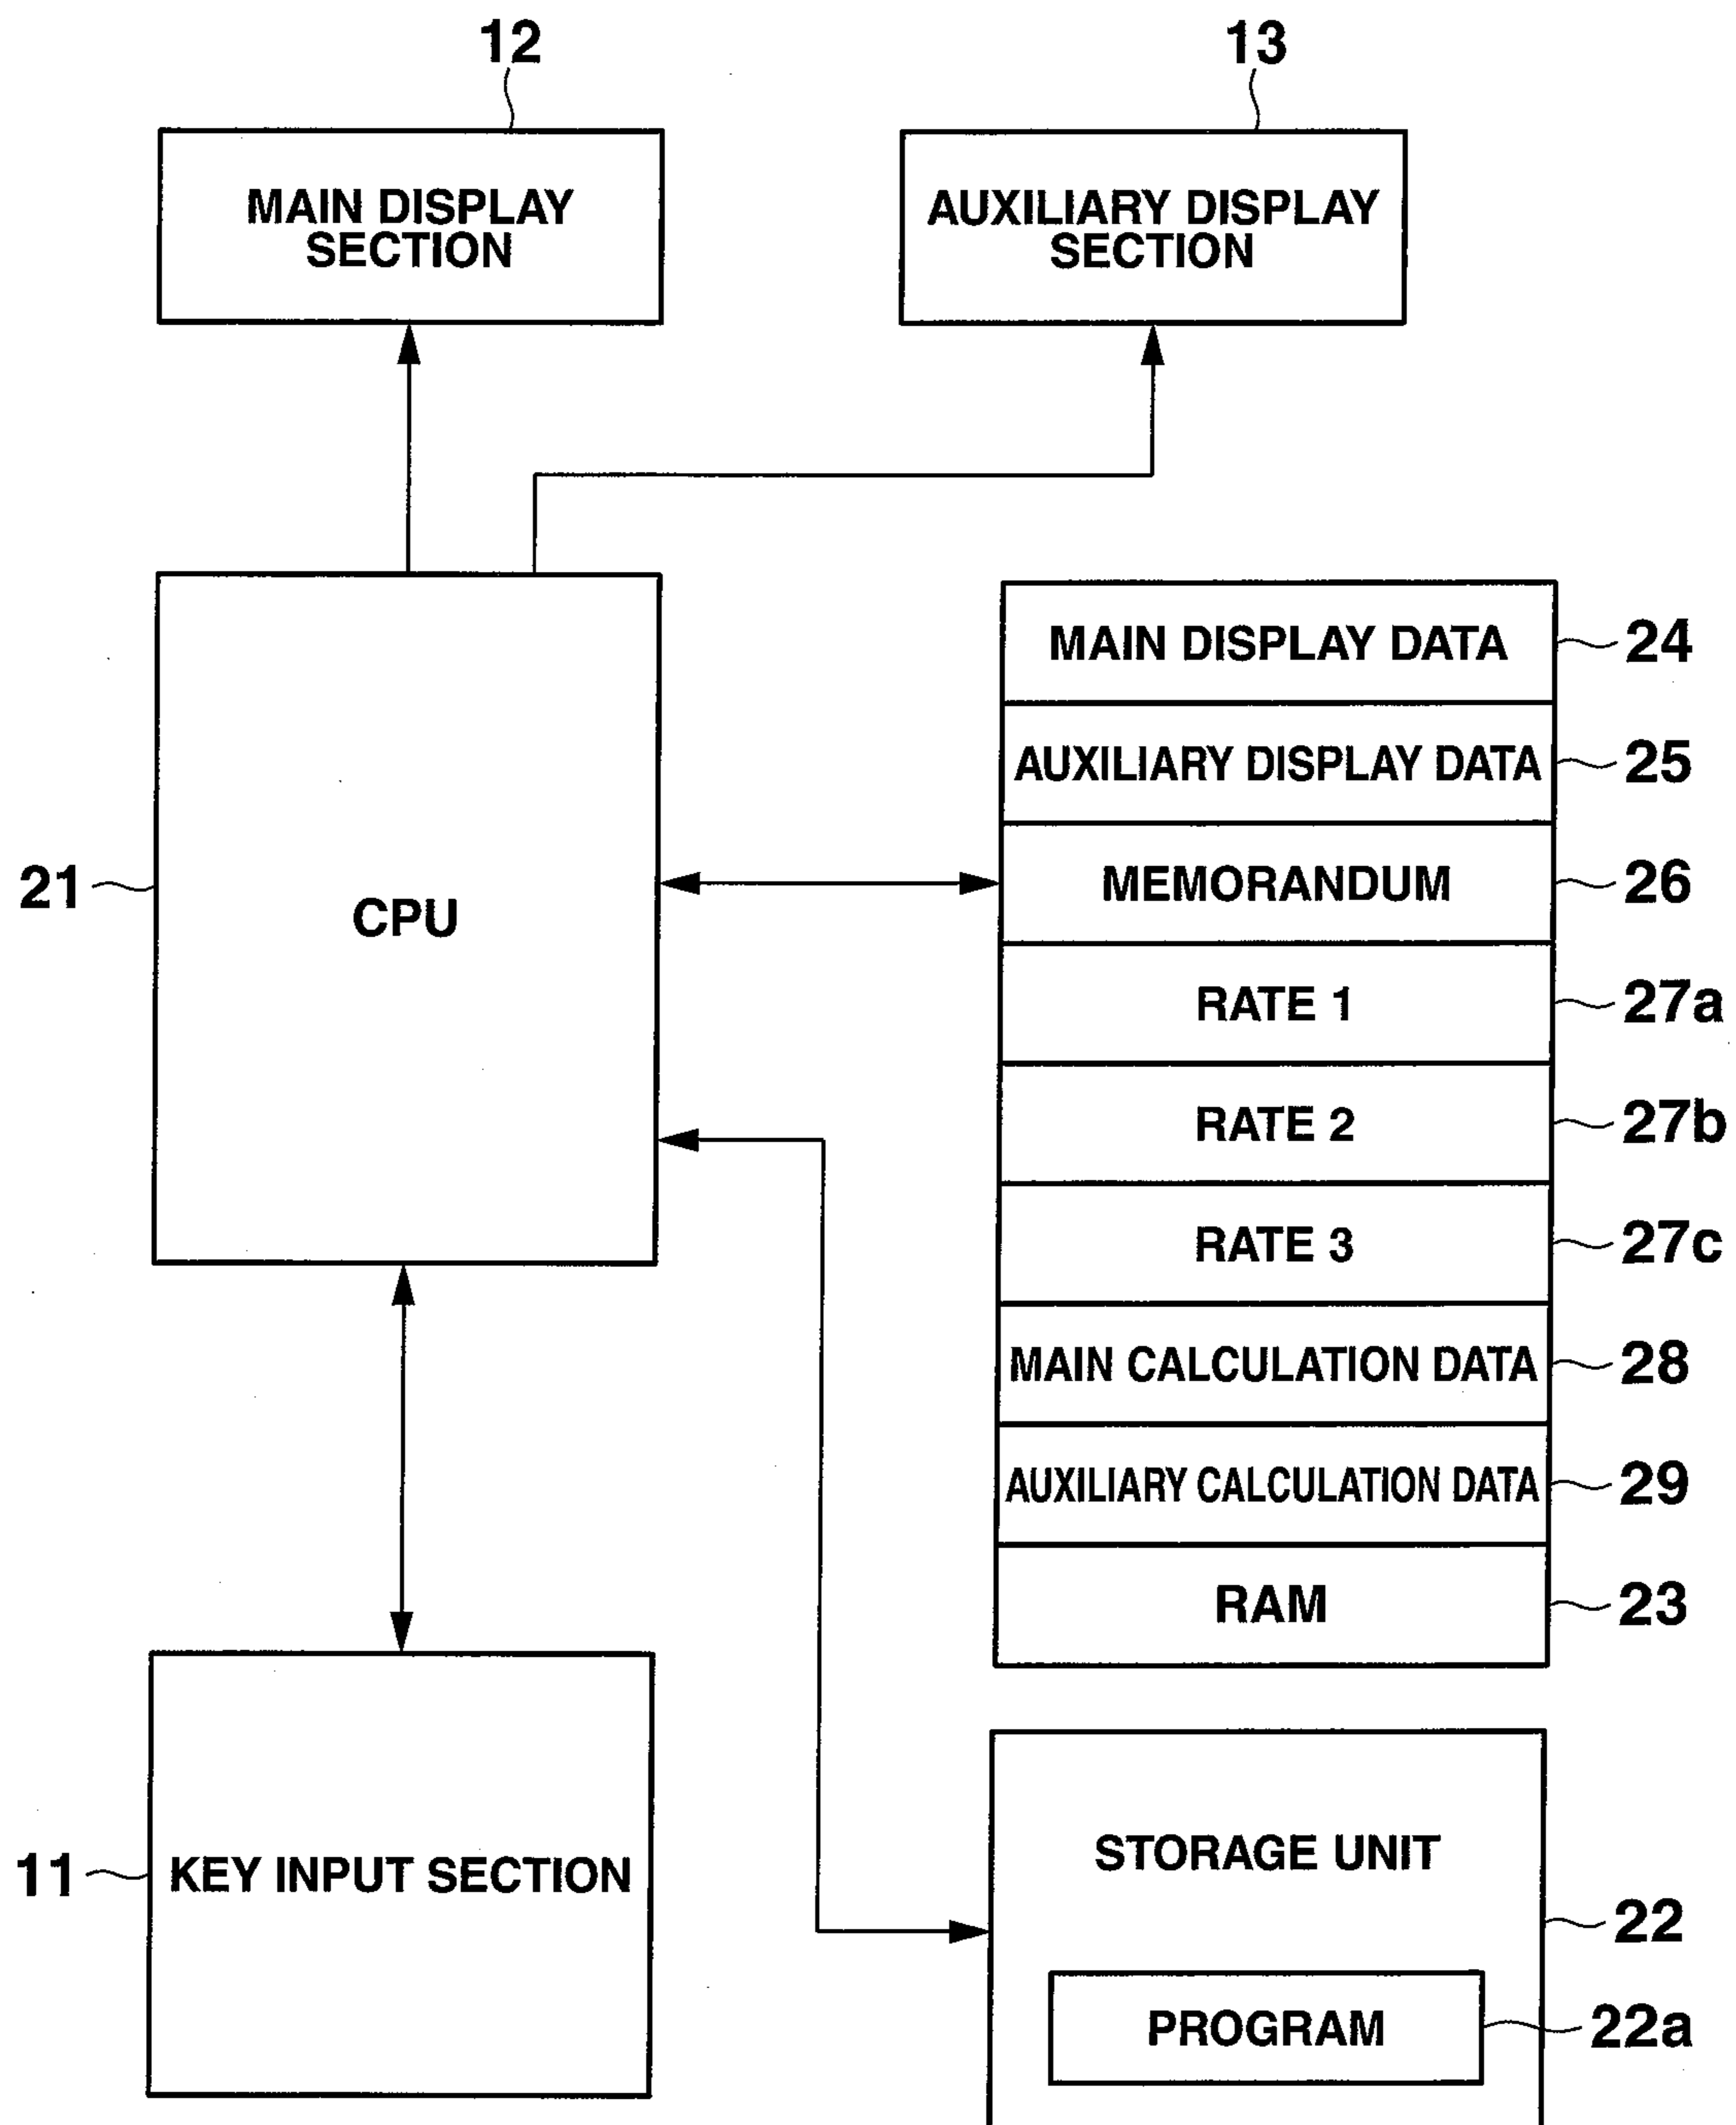 12
13
MAIN DISPLAY
SECTION
AUXILIARY DISPLAY
SECTION
MAIN DISPLAY DATA
24
AUXILIARY DISPLAY DATA
25
21
CPU
MEMORANDUM
26
RATE 1
27a
RATE 2
27b
RATE 3
27c
MAIN CALCULATION DATA
28
AUXILIARY CALCULATION DATA
29
RAM
23
11
KEY INPUT SECTION
STORAGE UNIT
22
PROGRAM
22a